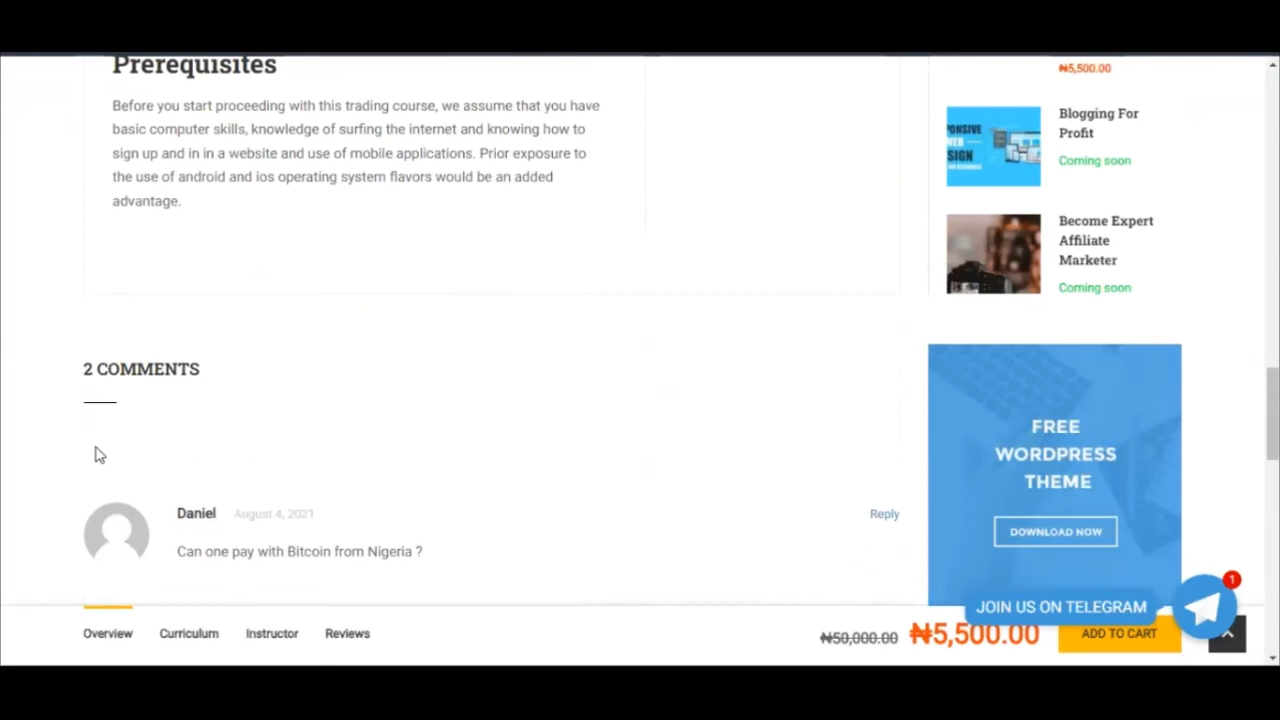 Prerequisites
Before you start proceeding with this trading course, we assume that you have
basic computer skills, knowledge of surfing the internet and knowing how to
sign up and in in a website and use of mobile applications. Prior exposure to
the use of android and ios operating system flavors would be an added
advantage.
₦5,500.00
ONSIVE
WEB
SIGN
Blogging For
Profit
Coming soon
Become Expert
Affiliate
Marketer
Coming soon
2 COMMENTS
Daniel August 4, 2021 Reply
Can one pay with Bitcoin from Nigeria ?
FREE
WORDPRESS
THEME
DOWNLOAD NOW
JOIN US ON TELEGRAM
1
Overview Curriculum Instructor Reviews ₦50,000.00 ₦5,500.00 ADD TO CART